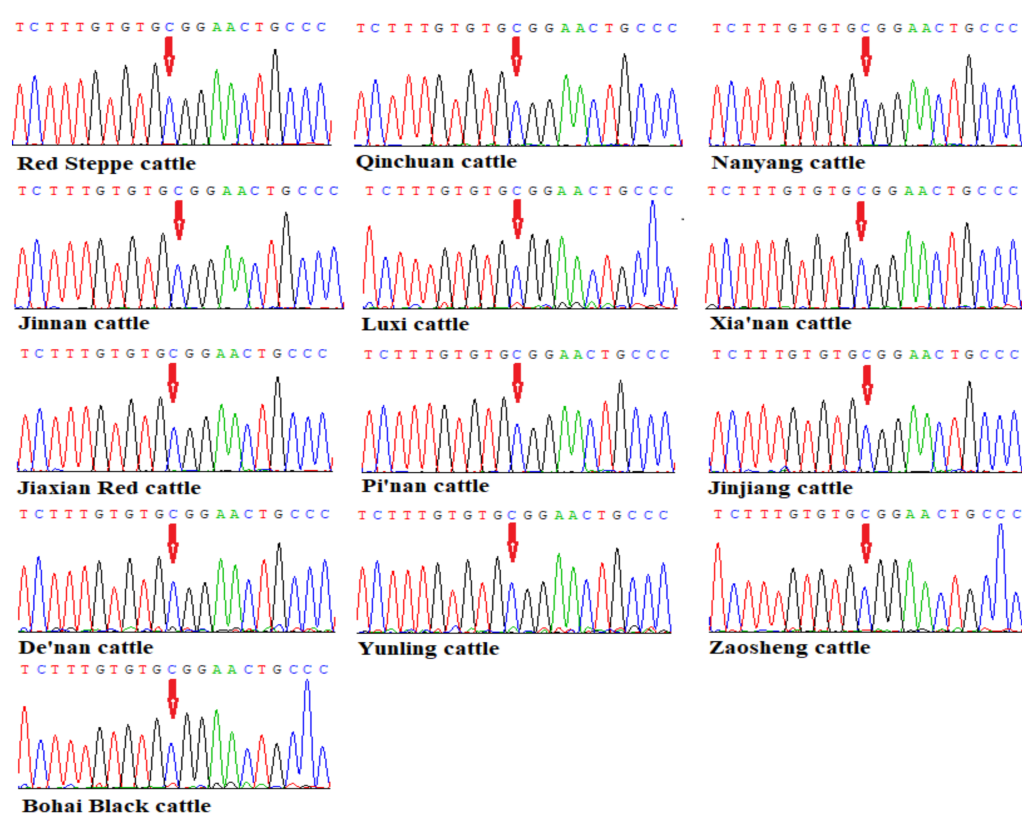 TCTTTGTGTGCGGAACTGCCC
Red Steppe cattle
TCTTTGTGTGCGGAACTGCCC
Qinchuan cattle
TCTTTGTGTGCGGAACTGCCC
Nanyang cattle
TCTTTGTGTGCGGAACTGCCC
Jinnan cattle
TCTTTGTGTGCGGAACTGCCC
Luxi cattle
TCTTTGTGTGCGGAACTGCCC
Xia'nan cattle
TCTTTGTGTGCGGAACTGCCC
Jiaxian Red cattle
TCTTTGTGTGCGGAACTGCCC
Pi'nan cattle
TCTTTGTGTGCGGAACTGCCC
Jinjiang cattle
TCTTTGTGTGCGGAACTGCCC
De'nan cattle
TCTTTGTGTGCGGAACTGCCC
Yunling cattle
TCTTTGTGTGCGGAACTGCCC
Zaosheng cattle
TCTTTGTGTGCGGAACTGCCC
Bohai Black cattle